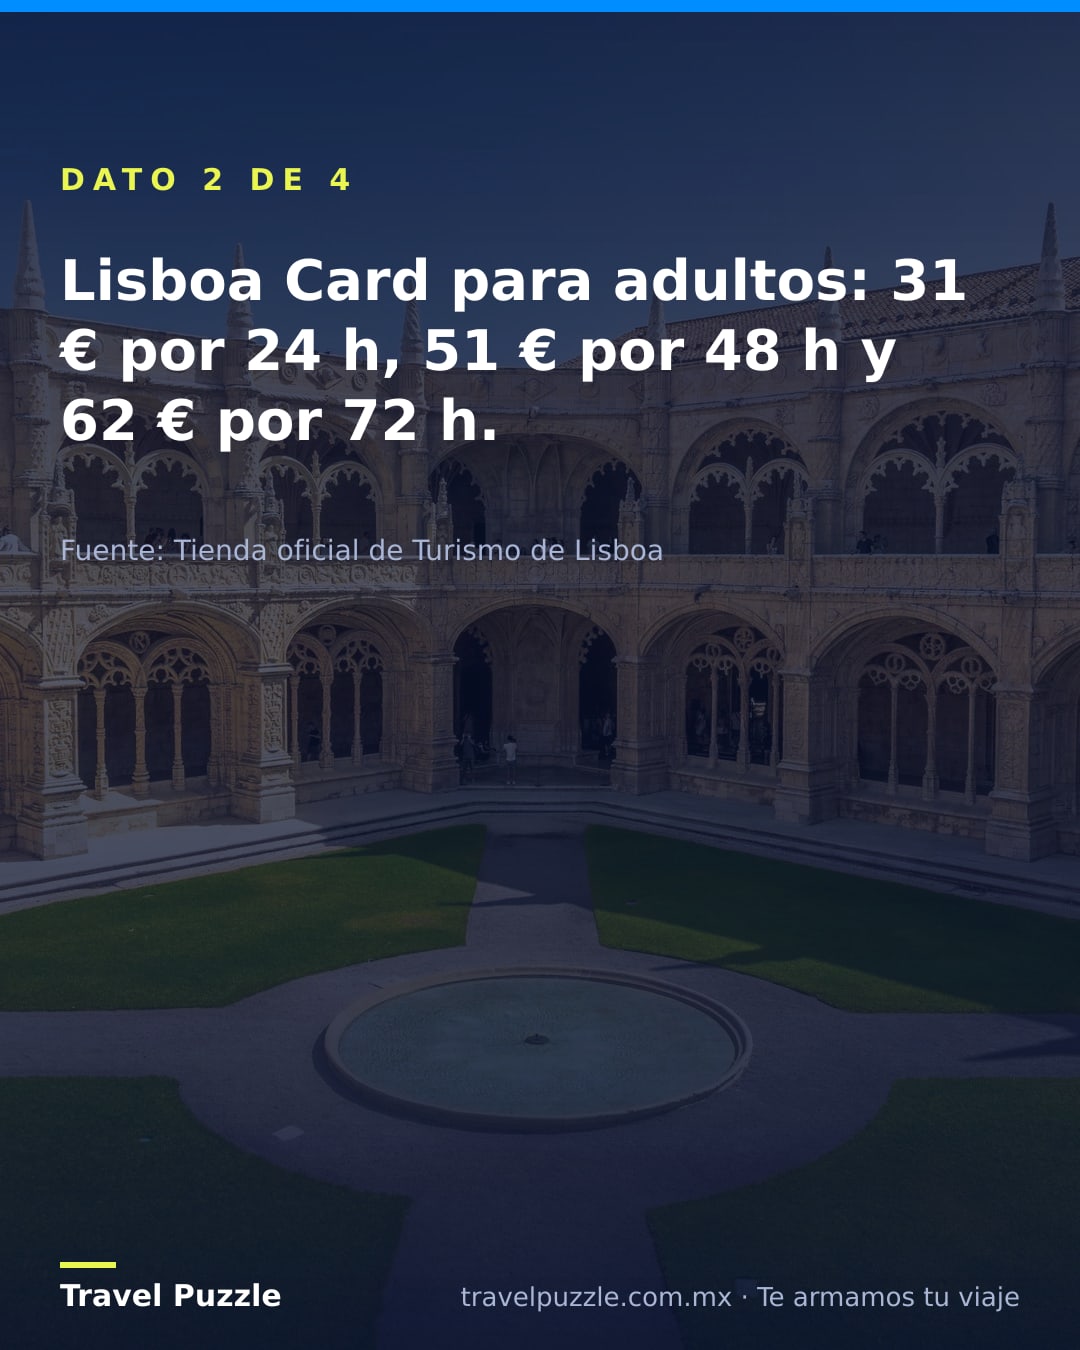 DATO 2 DE 4
Lisboa Card para adultos: 31
€ por 24 h, 51 € por 48 h y
62 € por 72 h.
Fuente: Tienda oficial de Turismo de Lisboa
Travel Puzzle
travelpuzzle.com.mx · Te armamos tu viaje